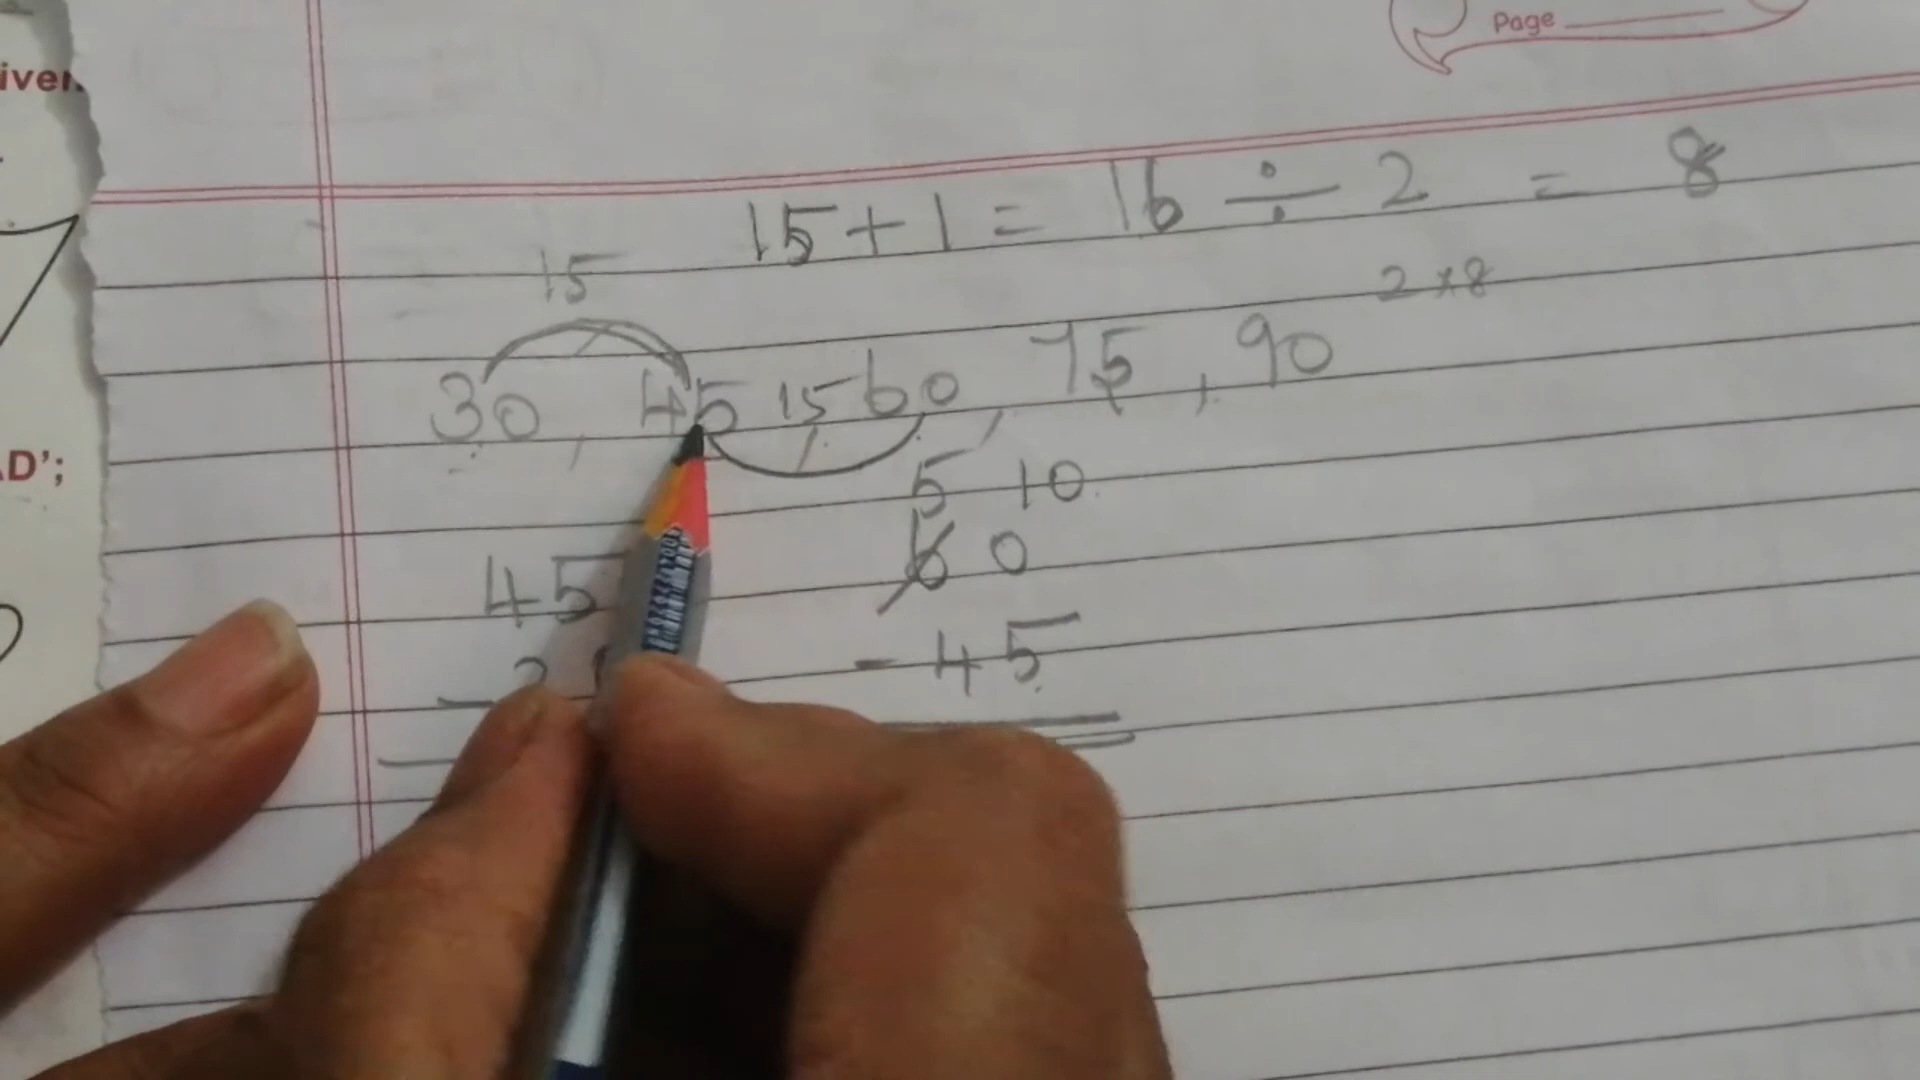 Page
15+1 = 16 ÷ 2 = 8
15
2×8
30, 45 15 60, 75, 90
5 10
60
45
- 45
D';